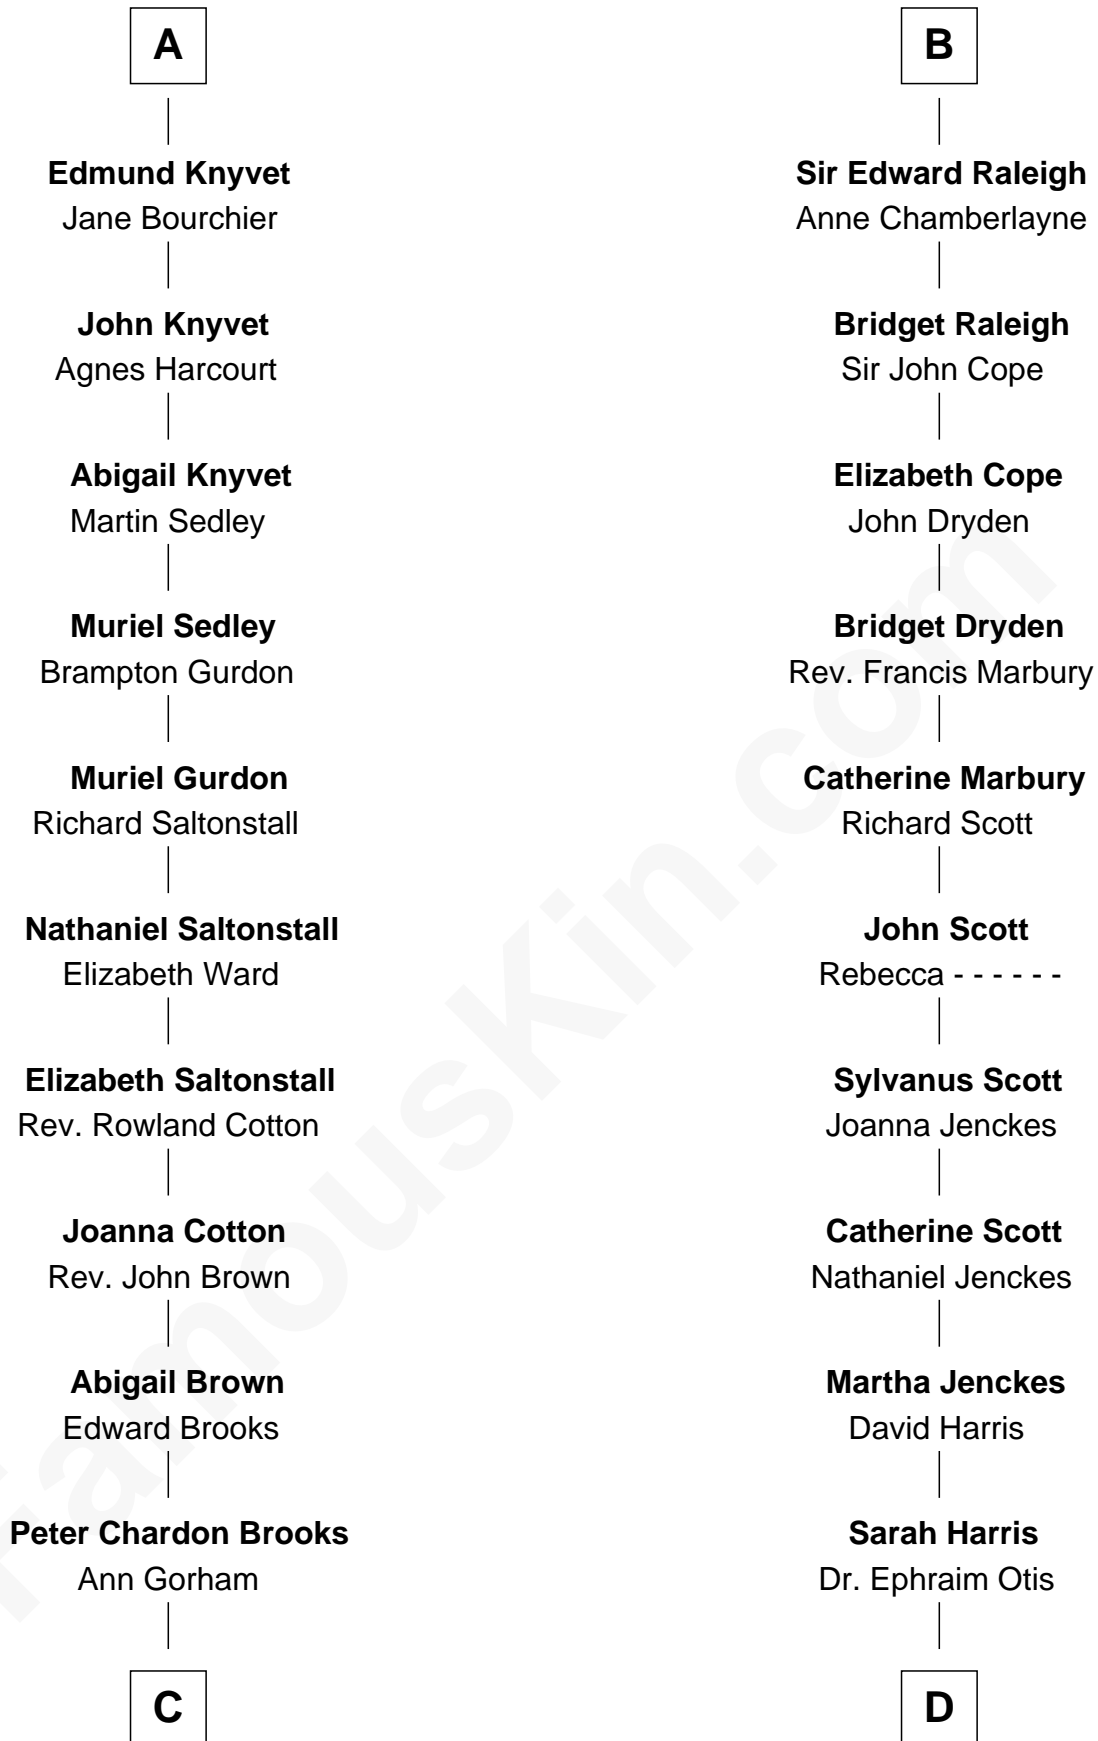 A
Edmund Knyvet
Jane Bourchier
John Knyvet
Agnes Harcourt
Abigail Knyvet
Martin Sedley
Muriel Sedley
Brampton Gurdon
Muriel Gurdon
Richard Saltonstall
Nathaniel Saltonstall
Elizabeth Ward
Elizabeth Saltonstall
Rev. Rowland Cotton
Joanna Cotton
Rev. John Brown
Abigail Brown
Edward Brooks
Peter Chardon Brooks
Ann Gorham
C
B
Sir Edward Raleigh
Anne Chamberlayne
Bridget Raleigh
Sir John Cope
Elizabeth Cope
John Dryden
Bridget Dryden
Rev. Francis Marbury
Catherine Marbury
Richard Scott
John Scott
Rebecca - - - - - -
Sylvanus Scott
Joanna Jenckes
Catherine Scott
Nathaniel Jenckes
Martha Jenckes
David Harris
Sarah Harris
Dr. Ephraim Otis
D
FamousKin.com